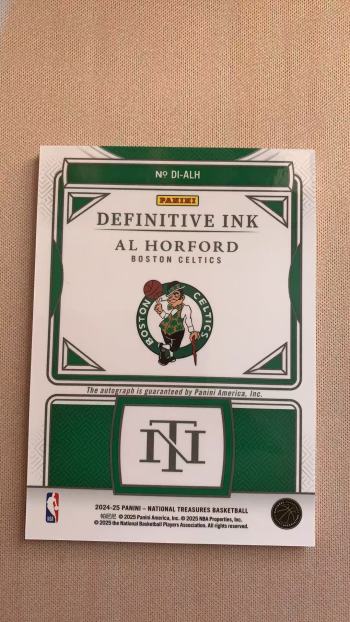 Nº DI-ALH
PANINI
DEFINITIVE INK
AL HORFORD
BOSTON CELTICS
BOSTON CELTICS
The autograph is guaranteed by Panini America, Inc.
NT
2024-25 PANINI – NATIONAL TREASURES BASKETBALL
© 2025 Panini America, Inc. © 2025 NBA Properties, Inc.
© 2025 the National Basketball Players Association. All rights reserved.